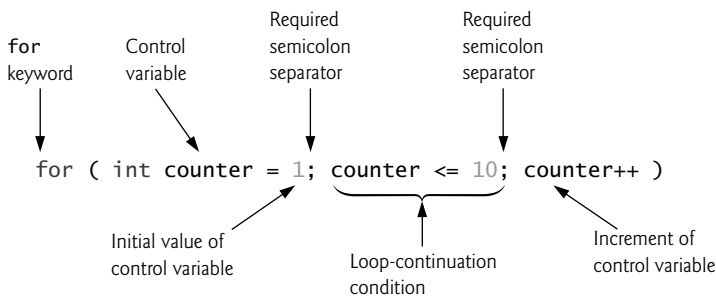 for
keyword
Control
variable
Required
semicolon
separator
Required
semicolon
separator
for ( int counter = 1; counter <= 10; counter++ )
Initial value of
control variable
Loop-continuation
condition
Increment of
control variable